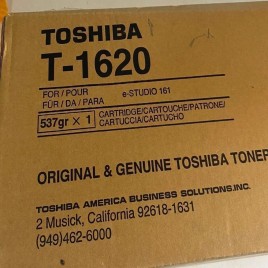 TOSHIBA
T-1620
FOR / POUR e-STUDIO 161
FÜR / DA / PARA
537gr × 1 CARTRIDGE/CARTOUCHE/PATRONE/
CARTUCCIA/CARTUCHO
ORIGINAL & GENUINE TOSHIBA TONER
TOSHIBA AMERICA BUSINESS SOLUTIONS.INC.
2 Musick, California 92618-1631
(949)462-6000